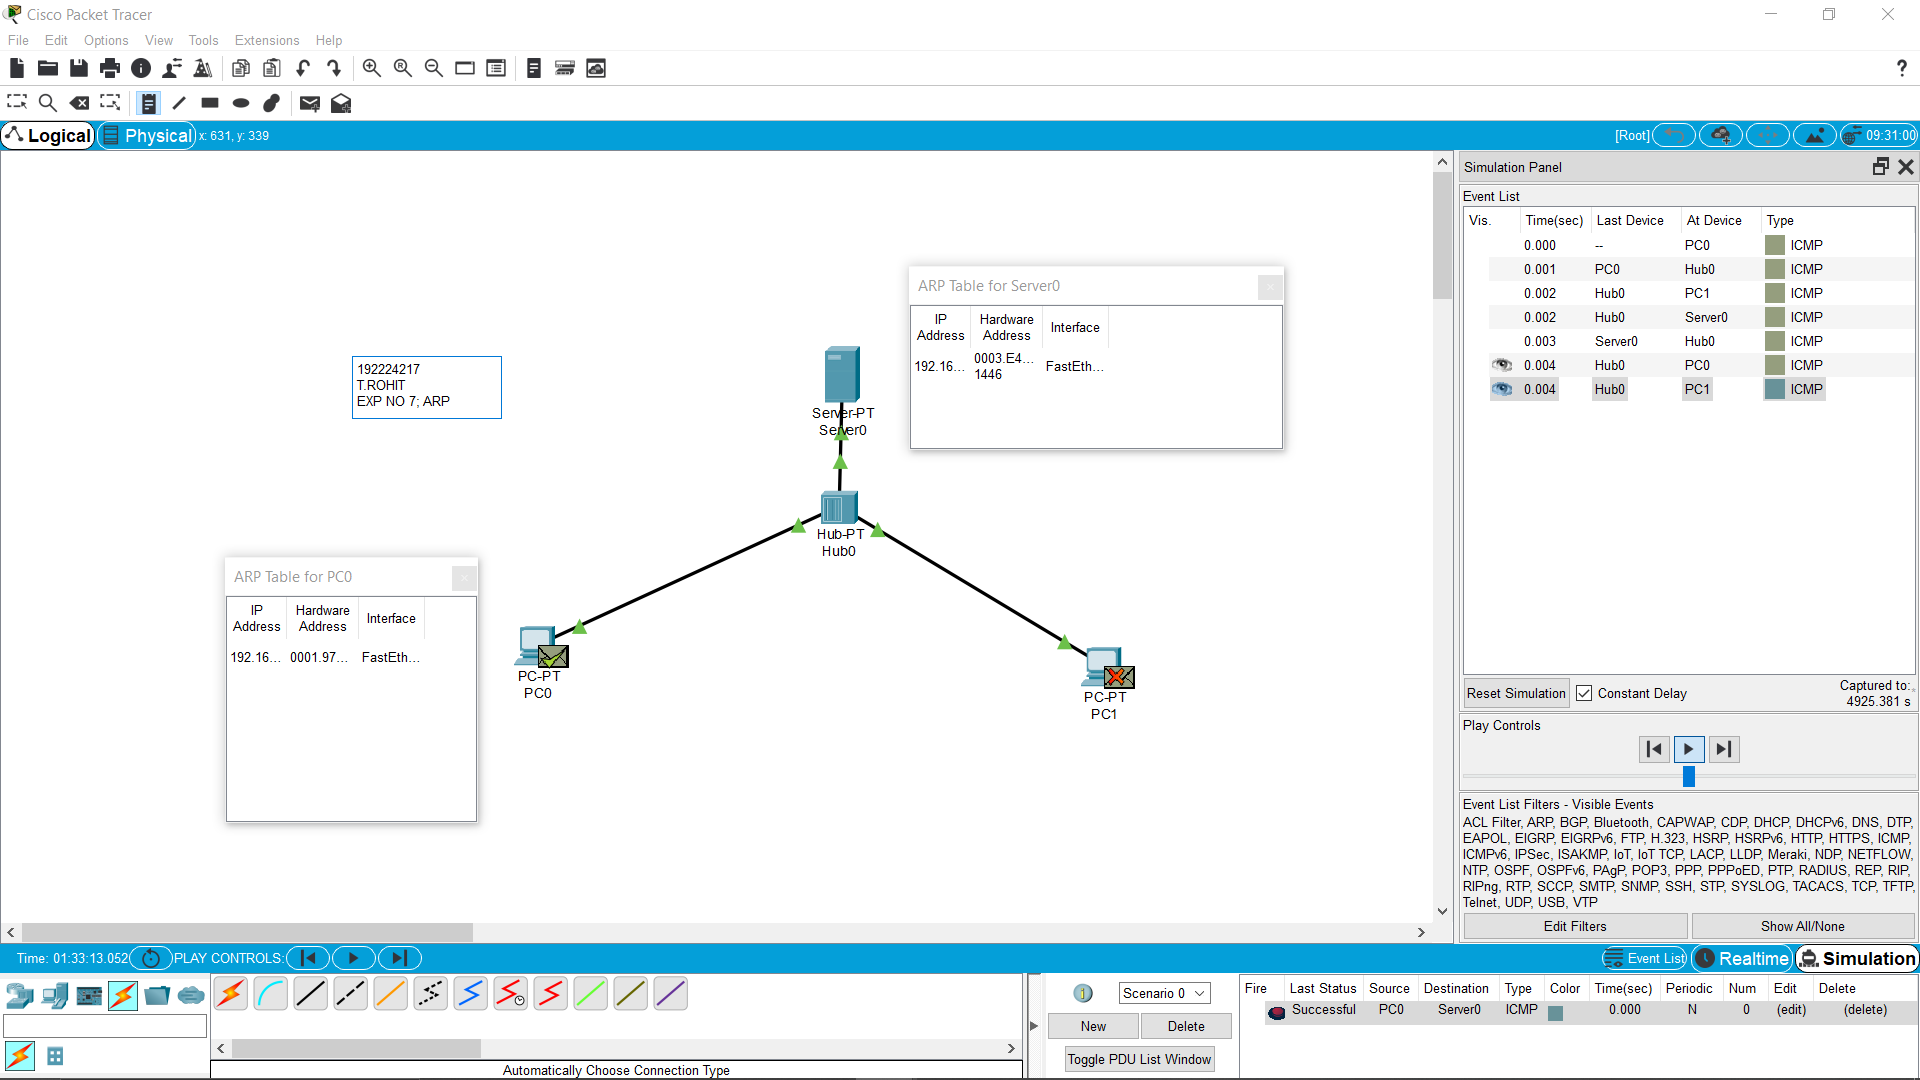 Cisco Packet Tracer
File Edit Options View Tools Extensions Help
Logical Physical x: 631, y: 339 [Root] 09:31:00
192224217
T.ROHIT
EXP NO 7; ARP
ARP Table for Server0
IP Address Hardware Address Interface
192.16... 0003.E4... 1446 FastEth...
Server-PT
Server0
Hub-PT
Hub0
ARP Table for PC0
IP Address Hardware Address Interface
192.16... 0001.97... FastEth...
PC-PT
PC0
PC-PT
PC1
Simulation Panel
Event List
Vis. Time(sec) Last Device At Device Type
0.000 -- PC0 ICMP
0.001 PC0 Hub0 ICMP
0.002 Hub0 PC1 ICMP
0.002 Hub0 Server0 ICMP
0.003 Server0 Hub0 ICMP
0.004 Hub0 PC0 ICMP
0.004 Hub0 PC1 ICMP
Reset Simulation Constant Delay Captured to:
4925.381 s
Play Controls
Event List Filters - Visible Events
ACL Filter, ARP, BGP, Bluetooth, CAPWAP, CDP, DHCP, DHCPv6, DNS, DTP,
EAPOL, EIGRP, EIGRPv6, FTP, H.323, HSRP, HSRPv6, HTTP, HTTPS, ICMP,
ICMPv6, IPSec, ISAKMP, IoT, IoT TCP, LACP, LLDP, Meraki, NDP, NETFLOW,
NTP, OSPF, OSPFv6, PAgP, POP3, PPP, PPPoED, PTP, RADIUS, REP, RIP,
RIPng, RTP, SCCP, SMTP, SNMP, SSH, STP, SYSLOG, TACACS, TCP, TFTP,
Telnet, UDP, USB, VTP
Edit Filters Show All/None
Time: 01:33:13.052 PLAY CONTROLS: Event List Realtime Simulation
Automatically Choose Connection Type
Scenario 0
New Delete
Toggle PDU List Window
Fire Last Status Source Destination Type Color Time(sec) Periodic Num Edit Delete
Successful PC0 Server0 ICMP 0.000 N 0 (edit) (delete)